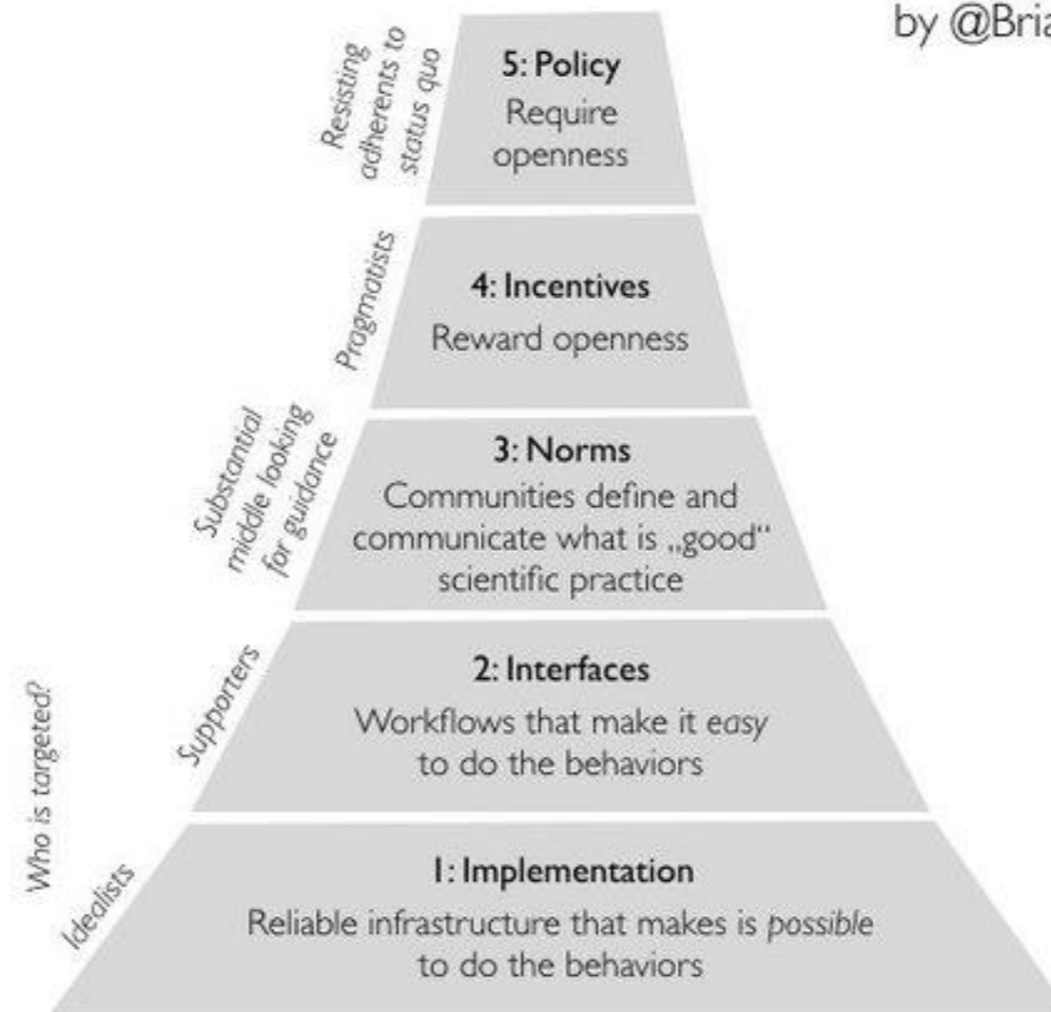 by @Bria
Resisting
adherents to
status quo
5: Policy
Require
openness
Pragmatists
4: Incentives
Reward openness
Substantial
middle looking
for guidance
3: Norms
Communities define and
communicate what is „good“
scientific practice
Supporters
2: Interfaces
Workflows that make it easy
to do the behaviors
Who is targeted?
Idealists
1: Implementation
Reliable infrastructure that makes is possible
to do the behaviors